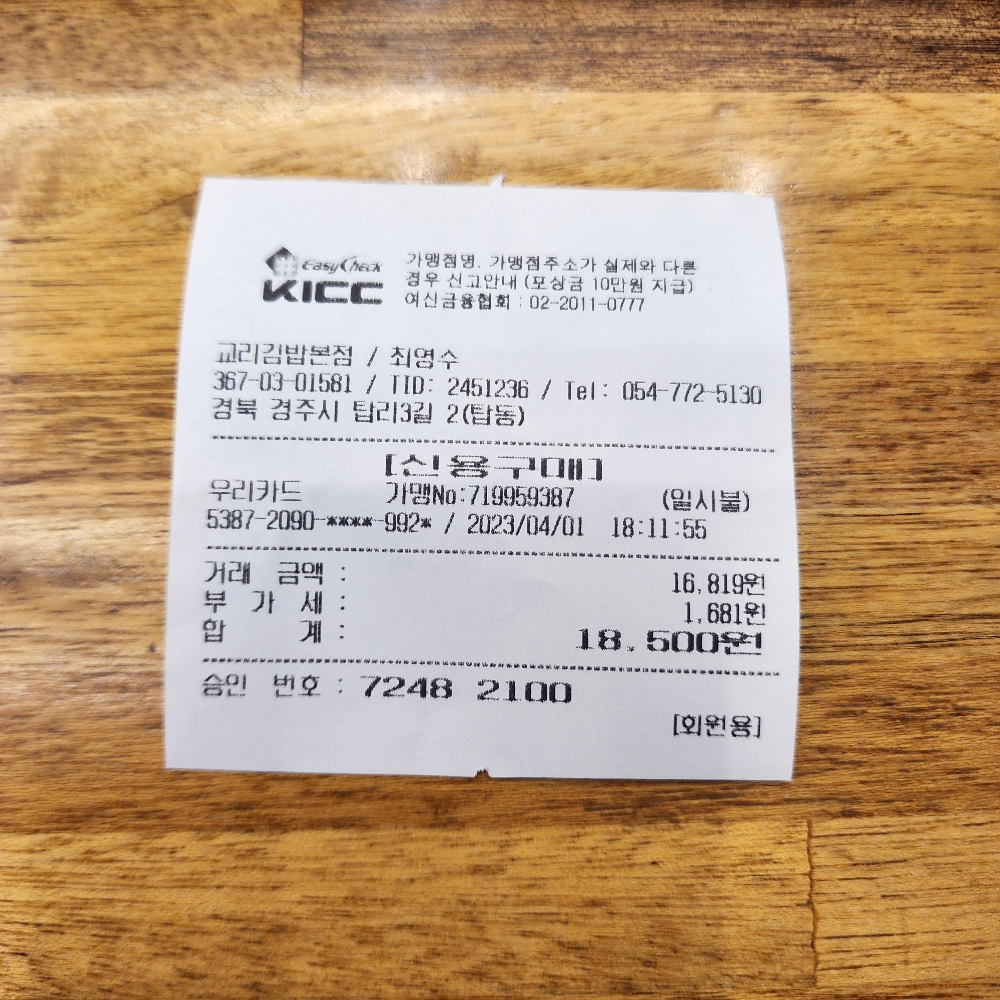 EasyCheck
KICC
가맹점명, 가맹점주소가 실제와 다른
경우 신고안내 (포상금 10만원 지급)
여신금융협회 : 02-2011-0777
교리김밥본점 / 최영수
367-03-01581 / TID: 2451236 / Tel: 054-772-5130
경북 경주시 탑리3길 2(탑동)
[신용구매]
우리카드 가맹No:719959387 (일시불)
5387-2090-****-992* / 2023/04/01 18:11:55
거래 금액 : 16,819원
부 가 세 : 1,681원
합 계 : 18,500원
승인 번호 : 7248 2100
[회원용]